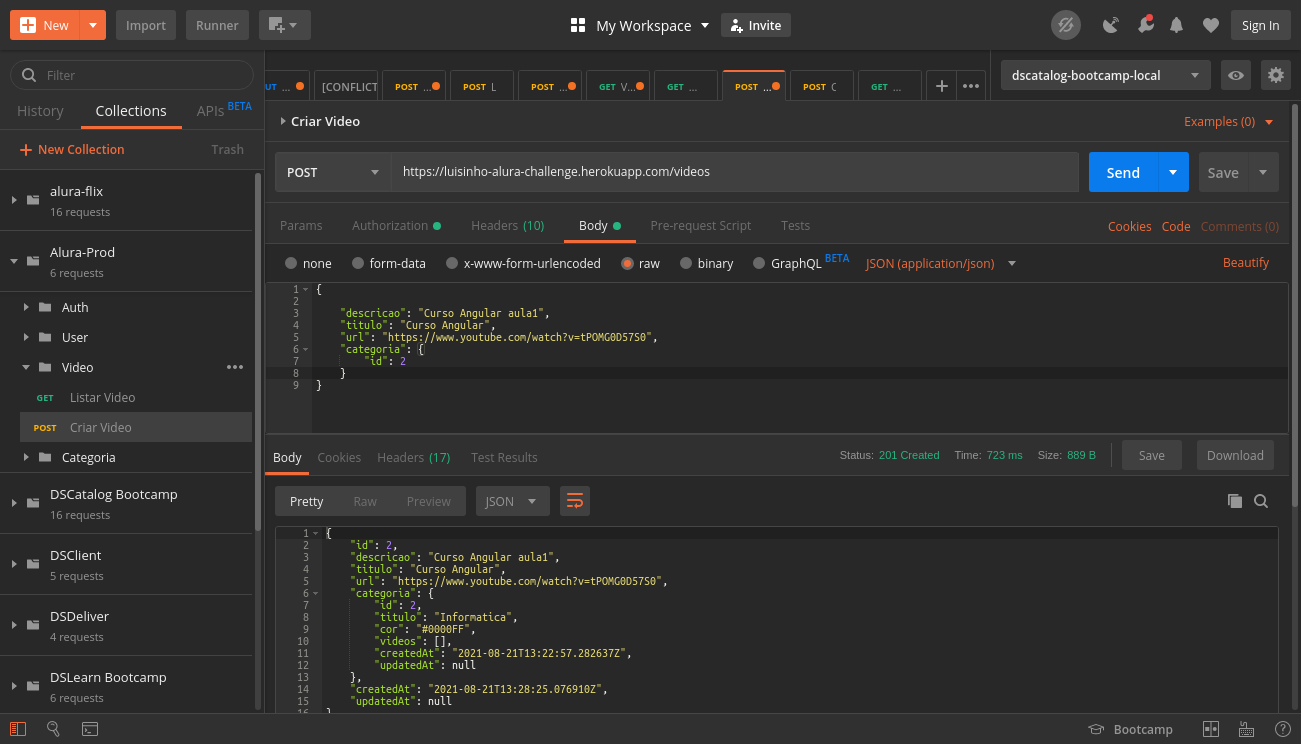 New Import Runner My Workspace Invite Sign In
Filter
History Collections APIs BETA
New Collection Trash
alura-flix
16 requests
Alura-Prod
6 requests
Auth
User
Video
GET Listar Video
POST Criar Video
Categoria
DSCatalog Bootcamp
16 requests
DSClient
5 requests
DSDeliver
4 requests
DSLearn Bootcamp
6 requests
UT ... [CONFLICT POST ... POST L POST ... GET V... GET ... POST ... POST C GET ...
dscatalog-bootcamp-local
Criar Video Examples (0)
POST https://luisinho-alura-challenge.herokuapp.com/videos Send Save
Params Authorization Headers (10) Body Pre-request Script Tests Cookies Code Comments (0)
none form-data x-www-form-urlencoded raw binary GraphQL BETA JSON (application/json) Beautify
1 {
2
3 "descricao": "Curso Angular aula1",
4 "titulo": "Curso Angular",
5 "url": "https://www.youtube.com/watch?v=tPOMG0D57S0",
6 "categoria": {
7 "id": 2
8 }
9 }
Body Cookies Headers (17) Test Results Status: 201 Created Time: 723 ms Size: 889 B Save Download
Pretty Raw Preview JSON
1 {
2 "id": 2,
3 "descricao": "Curso Angular aula1",
4 "titulo": "Curso Angular",
5 "url": "https://www.youtube.com/watch?v=tPOMG0D57S0",
6 "categoria": {
7 "id": 2,
8 "titulo": "Informatica",
9 "cor": "#0000FF",
10 "videos": [],
11 "createdAt": "2021-08-21T13:22:57.282637Z",
12 "updatedAt": null
13 },
14 "createdAt": "2021-08-21T13:28:25.076910Z",
15 "updatedAt": null
16 }
Bootcamp